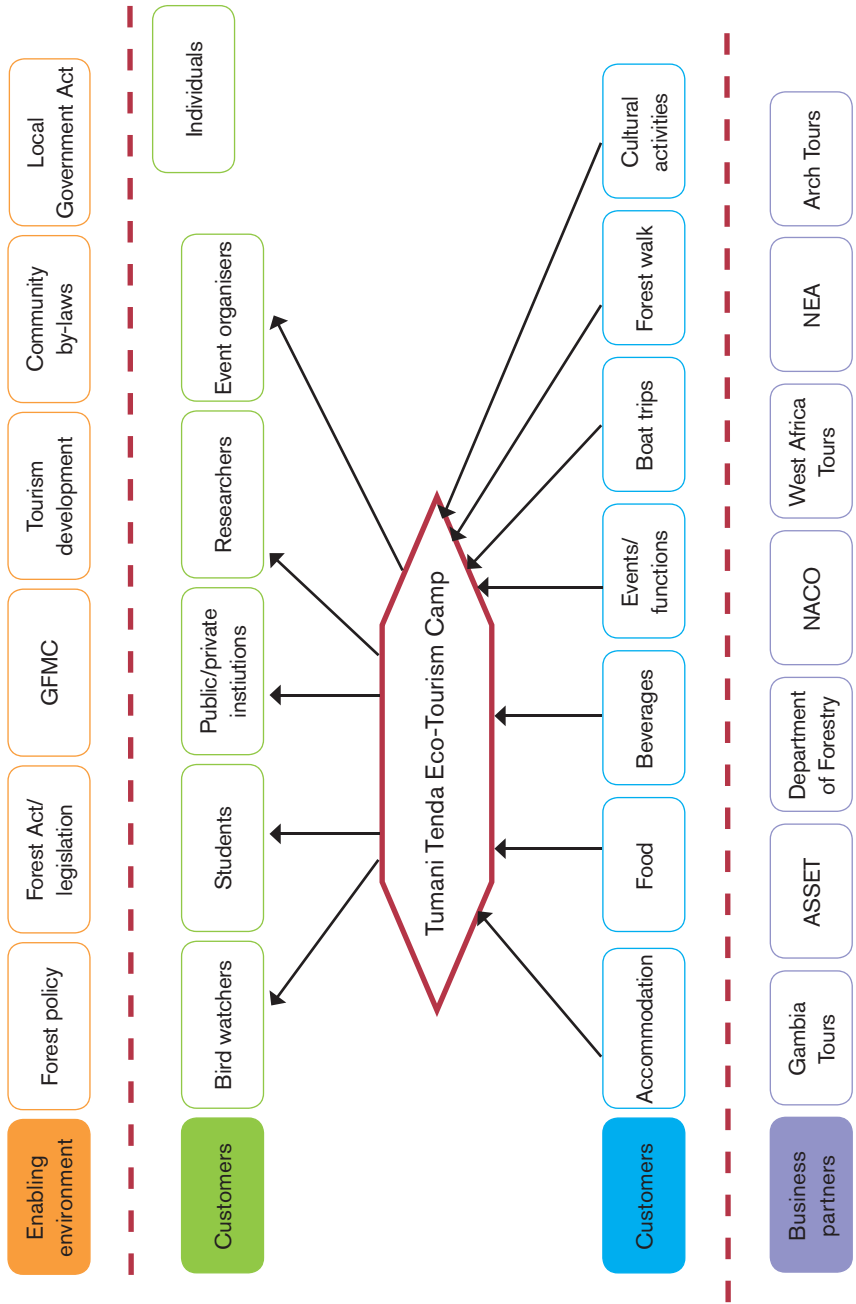 Enabling
environment
Forest policy
Forest Act/
legislation
GFMC
Tourism
development
Community
by-laws
Local
Government Act
Customers
Bird watchers
Students
Public/private
instiutions
Researchers
Event organisers
Individuals
Tumani Tenda Eco-Tourism Camp
Customers
Accommodation
Food
Beverages
Events/
functions
Boat trips
Forest walk
Cultural
activities
Business
partners
Gambia
Tours
ASSET
Department
of Forestry
NACO
West Africa
Tours
NEA
Arch Tours